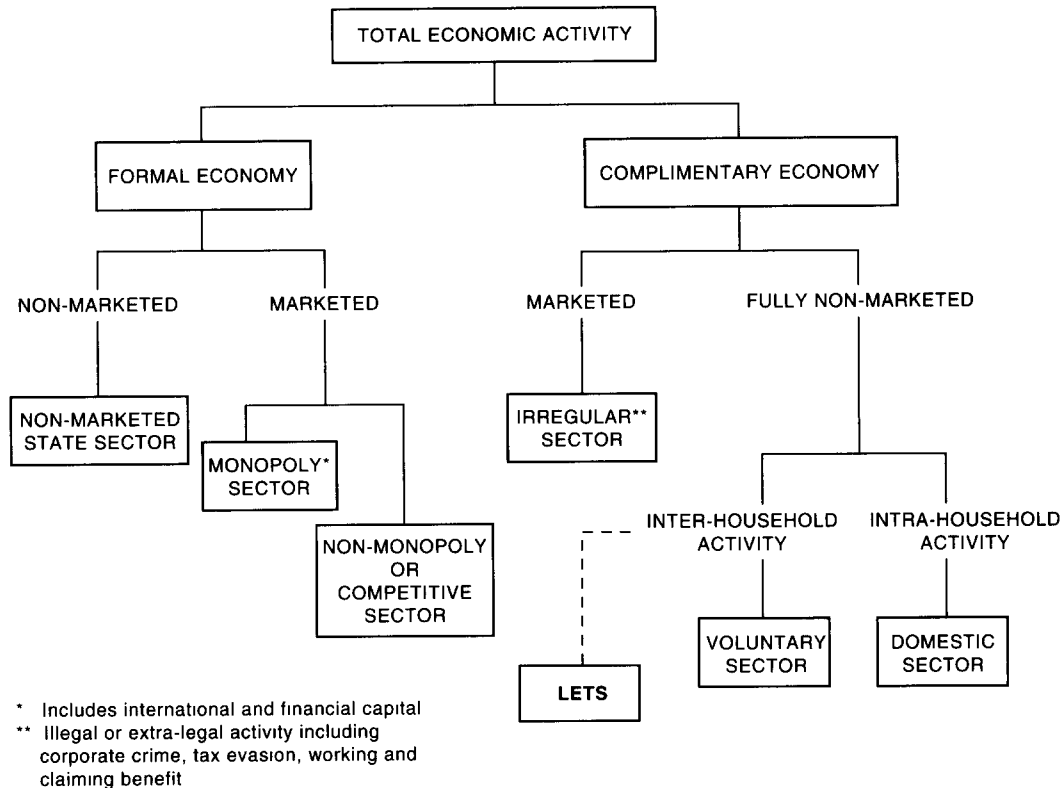 TOTAL ECONOMIC ACTIVITY
FORMAL ECONOMY
COMPLIMENTARY ECONOMY
NON-MARKETED
MARKETED
MARKETED
FULLY NON-MARKETED
NON-MARKETED
STATE SECTOR
MONOPOLY*
SECTOR
NON-MONOPOLY
OR
COMPETITIVE
SECTOR
IRREGULAR**
SECTOR
INTER-HOUSEHOLD
ACTIVITY
INTRA-HOUSEHOLD
ACTIVITY
LETS
VOLUNTARY
SECTOR
DOMESTIC
SECTOR
* Includes international and financial capital
** Illegal or extra-legal activity including
corporate crime, tax evasion, working and
claiming benefit